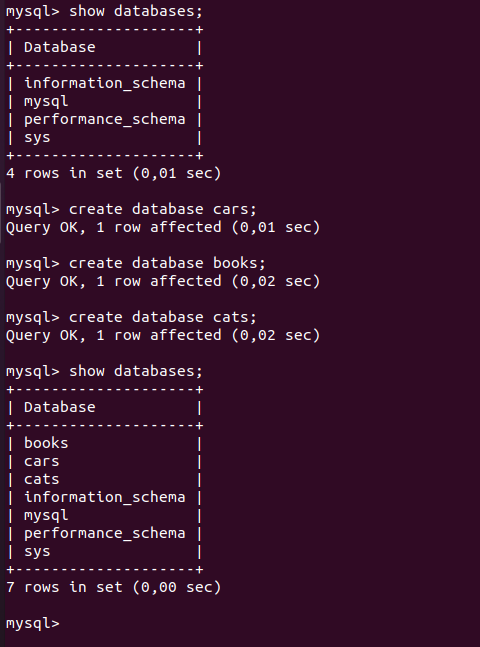 mysql> show databases;
+--------------------+
| Database           |
+--------------------+
| information_schema |
| mysql              |
| performance_schema |
| sys                |
+--------------------+
4 rows in set (0,01 sec)
mysql> create database cars;
Query OK, 1 row affected (0,01 sec)
mysql> create database books;
Query OK, 1 row affected (0,02 sec)
mysql> create database cats;
Query OK, 1 row affected (0,02 sec)
mysql> show databases;
+--------------------+
| Database           |
+--------------------+
| books              |
| cars               |
| cats               |
| information_schema |
| mysql              |
| performance_schema |
| sys                |
+--------------------+
7 rows in set (0,00 sec)
mysql>